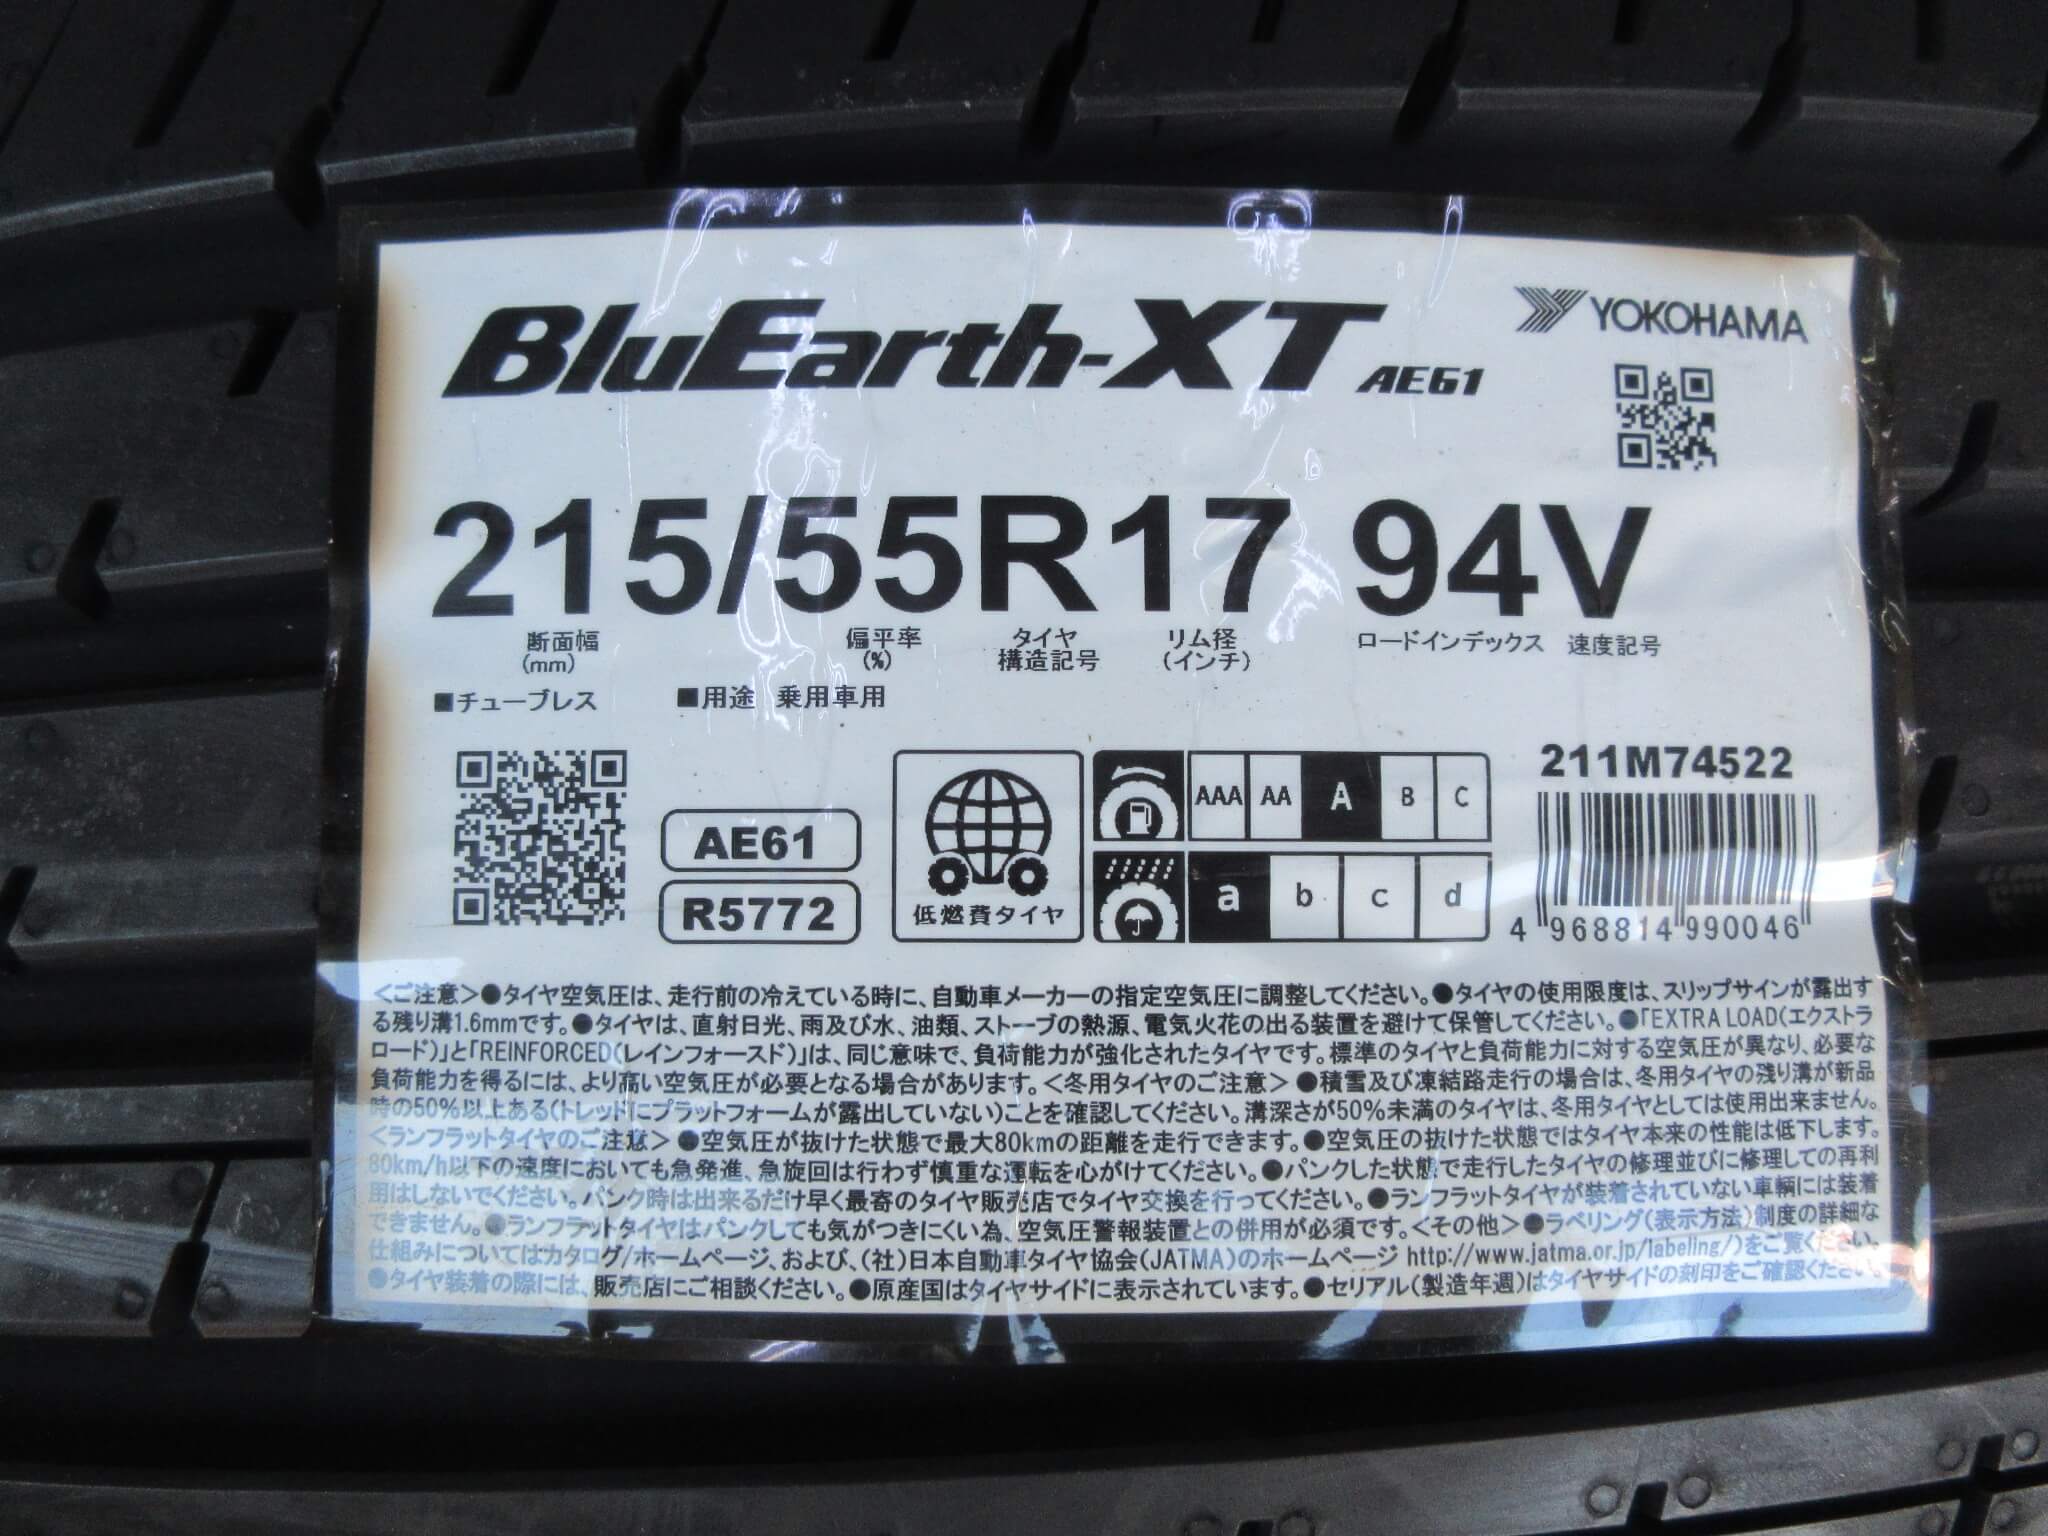 BluEarth-XT AE61
YOKOHAMA
215/55R17 94V
断面幅 (mm)
偏平率 (%)
タイヤ 構造記号
リム径 (インチ)
ロードインデックス
速度記号
■チューブレス ■用途 乗用車用
AE61
R5772
低燃費タイヤ
AAA AA A B C
a b c d
211M74522
4 968814 990046
<ご注意>●タイヤ空気圧は、走行前の冷えている時に、自動車メーカーの指定空気圧に調整してください。●タイヤの使用限度は、スリップサインが露出す
る残り溝1.6mmです。●タイヤは、直射日光、雨及び水、油類、ストーブの熱源、電気火花の出る装置を避けて保管してください。●「EXTRA LOAD(エクストラ
ロード)」と「REINFORCED(レインフォースド)」は、同じ意味で、負荷能力が強化されたタイヤです。標準のタイヤと負荷能力に対する空気圧が異なり、必要な
負荷能力を得るには、より高い空気圧が必要となる場合があります。<冬用タイヤのご注意>●積雪及び凍結路走行の場合は、冬用タイヤの残り溝が新品
時の50%以上ある(トレッドにプラットフォームが露出していない)ことを確認してください。溝深さが50%未満のタイヤは、冬用タイヤとしては使用出来ません。
<ランフラットタイヤのご注意>●空気圧が抜けた状態で最大80kmの距離を走行できます。●空気圧の抜けた状態ではタイヤ本来の性能は低下します。
80km/h以下の速度においても急発進、急旋回は行わず慎重な運転を心がけてください。●パンクした状態で走行したタイヤの修理並びに修理しての再利
用はしないでください。パンク時は出来るだけ早く最寄のタイヤ販売店でタイヤ交換を行ってください。●ランフラットタイヤが装着されていない車輌には装着
できません。●ランフラットタイヤはパンクしても気がつきにくい為、空気圧警報装置との併用が必須です。<その他>●ラベリング(表示方法)制度の詳細な
仕組みについてはカタログ/ホームページ、および、(社)日本自動車タイヤ協会(JATMA)のホームページ http://www.jatma.or.jp/labeling/)をご覧ください。
●タイヤ装着の際には、販売店にご相談ください。●原産国はタイヤサイドに表示されています。●セリアル(製造年週)はタイヤサイドの刻印をご確認ください。